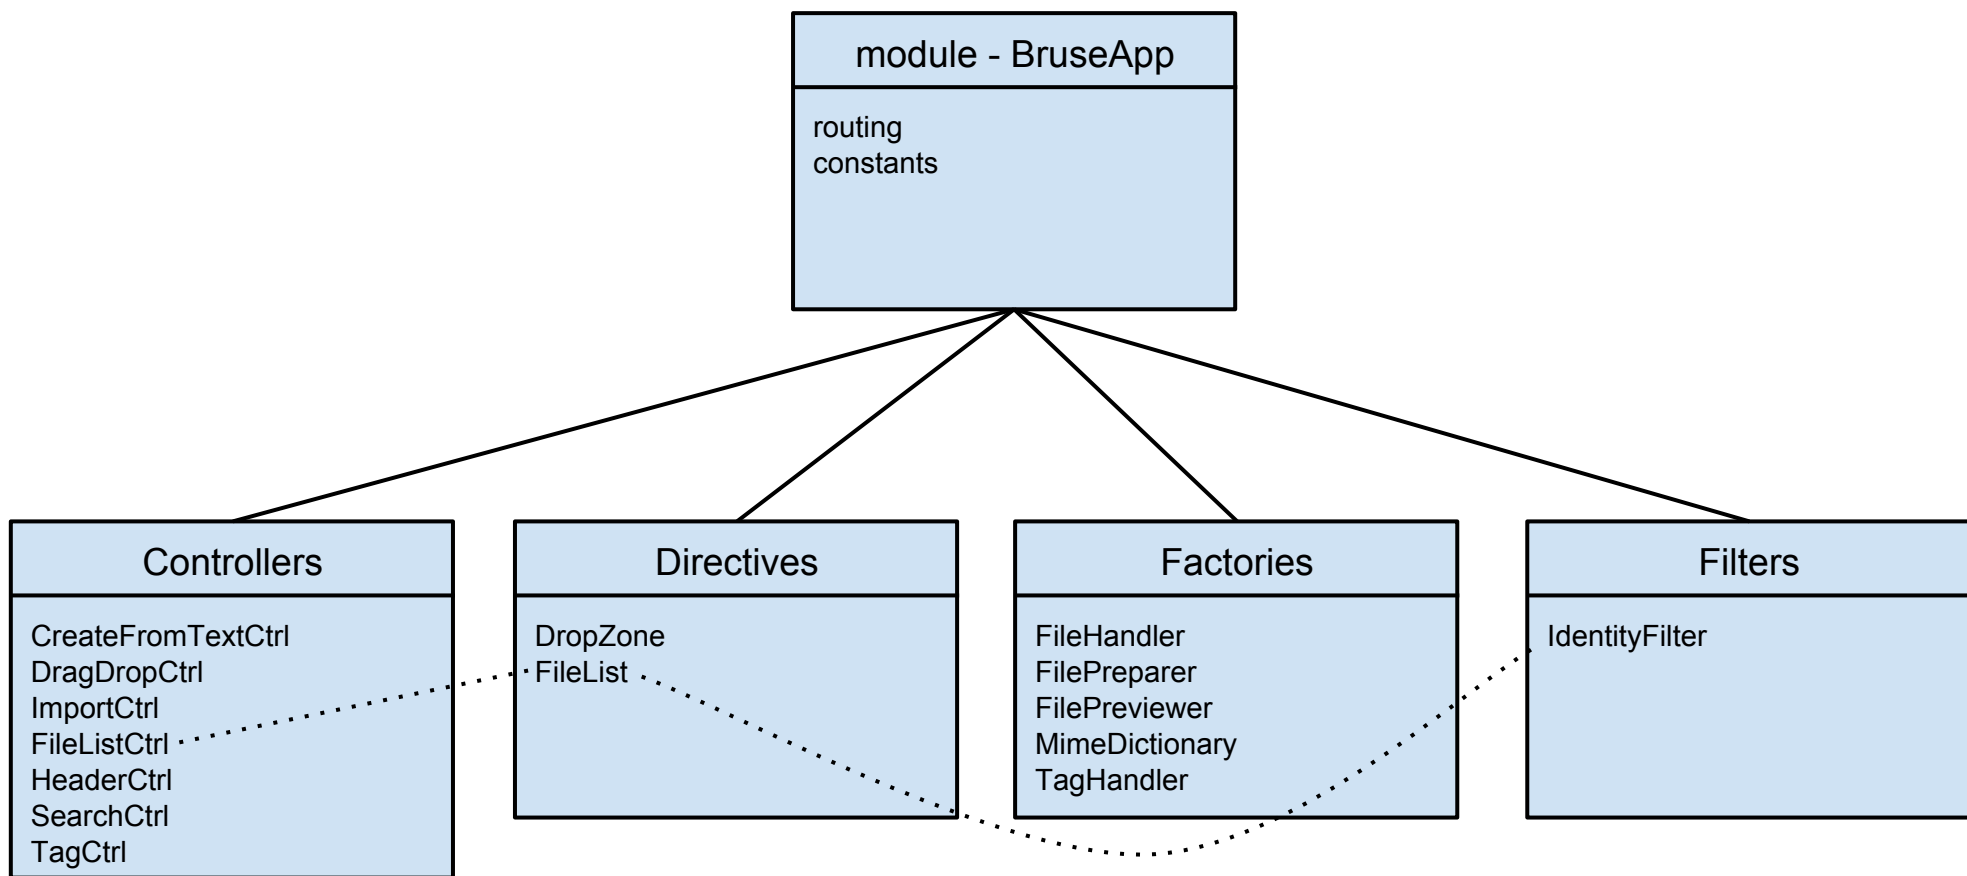 module - BruseApp
routing
constants
Controllers
CreateFromTextCtrl
DragDropCtrl
ImportCtrl
FileListCtrl
HeaderCtrl
SearchCtrl
TagCtrl
Directives
DropZone
FileList
Factories
FileHandler
FilePreparer
FilePreviewer
MimeDictionary
TagHandler
Filters
IdentityFilter